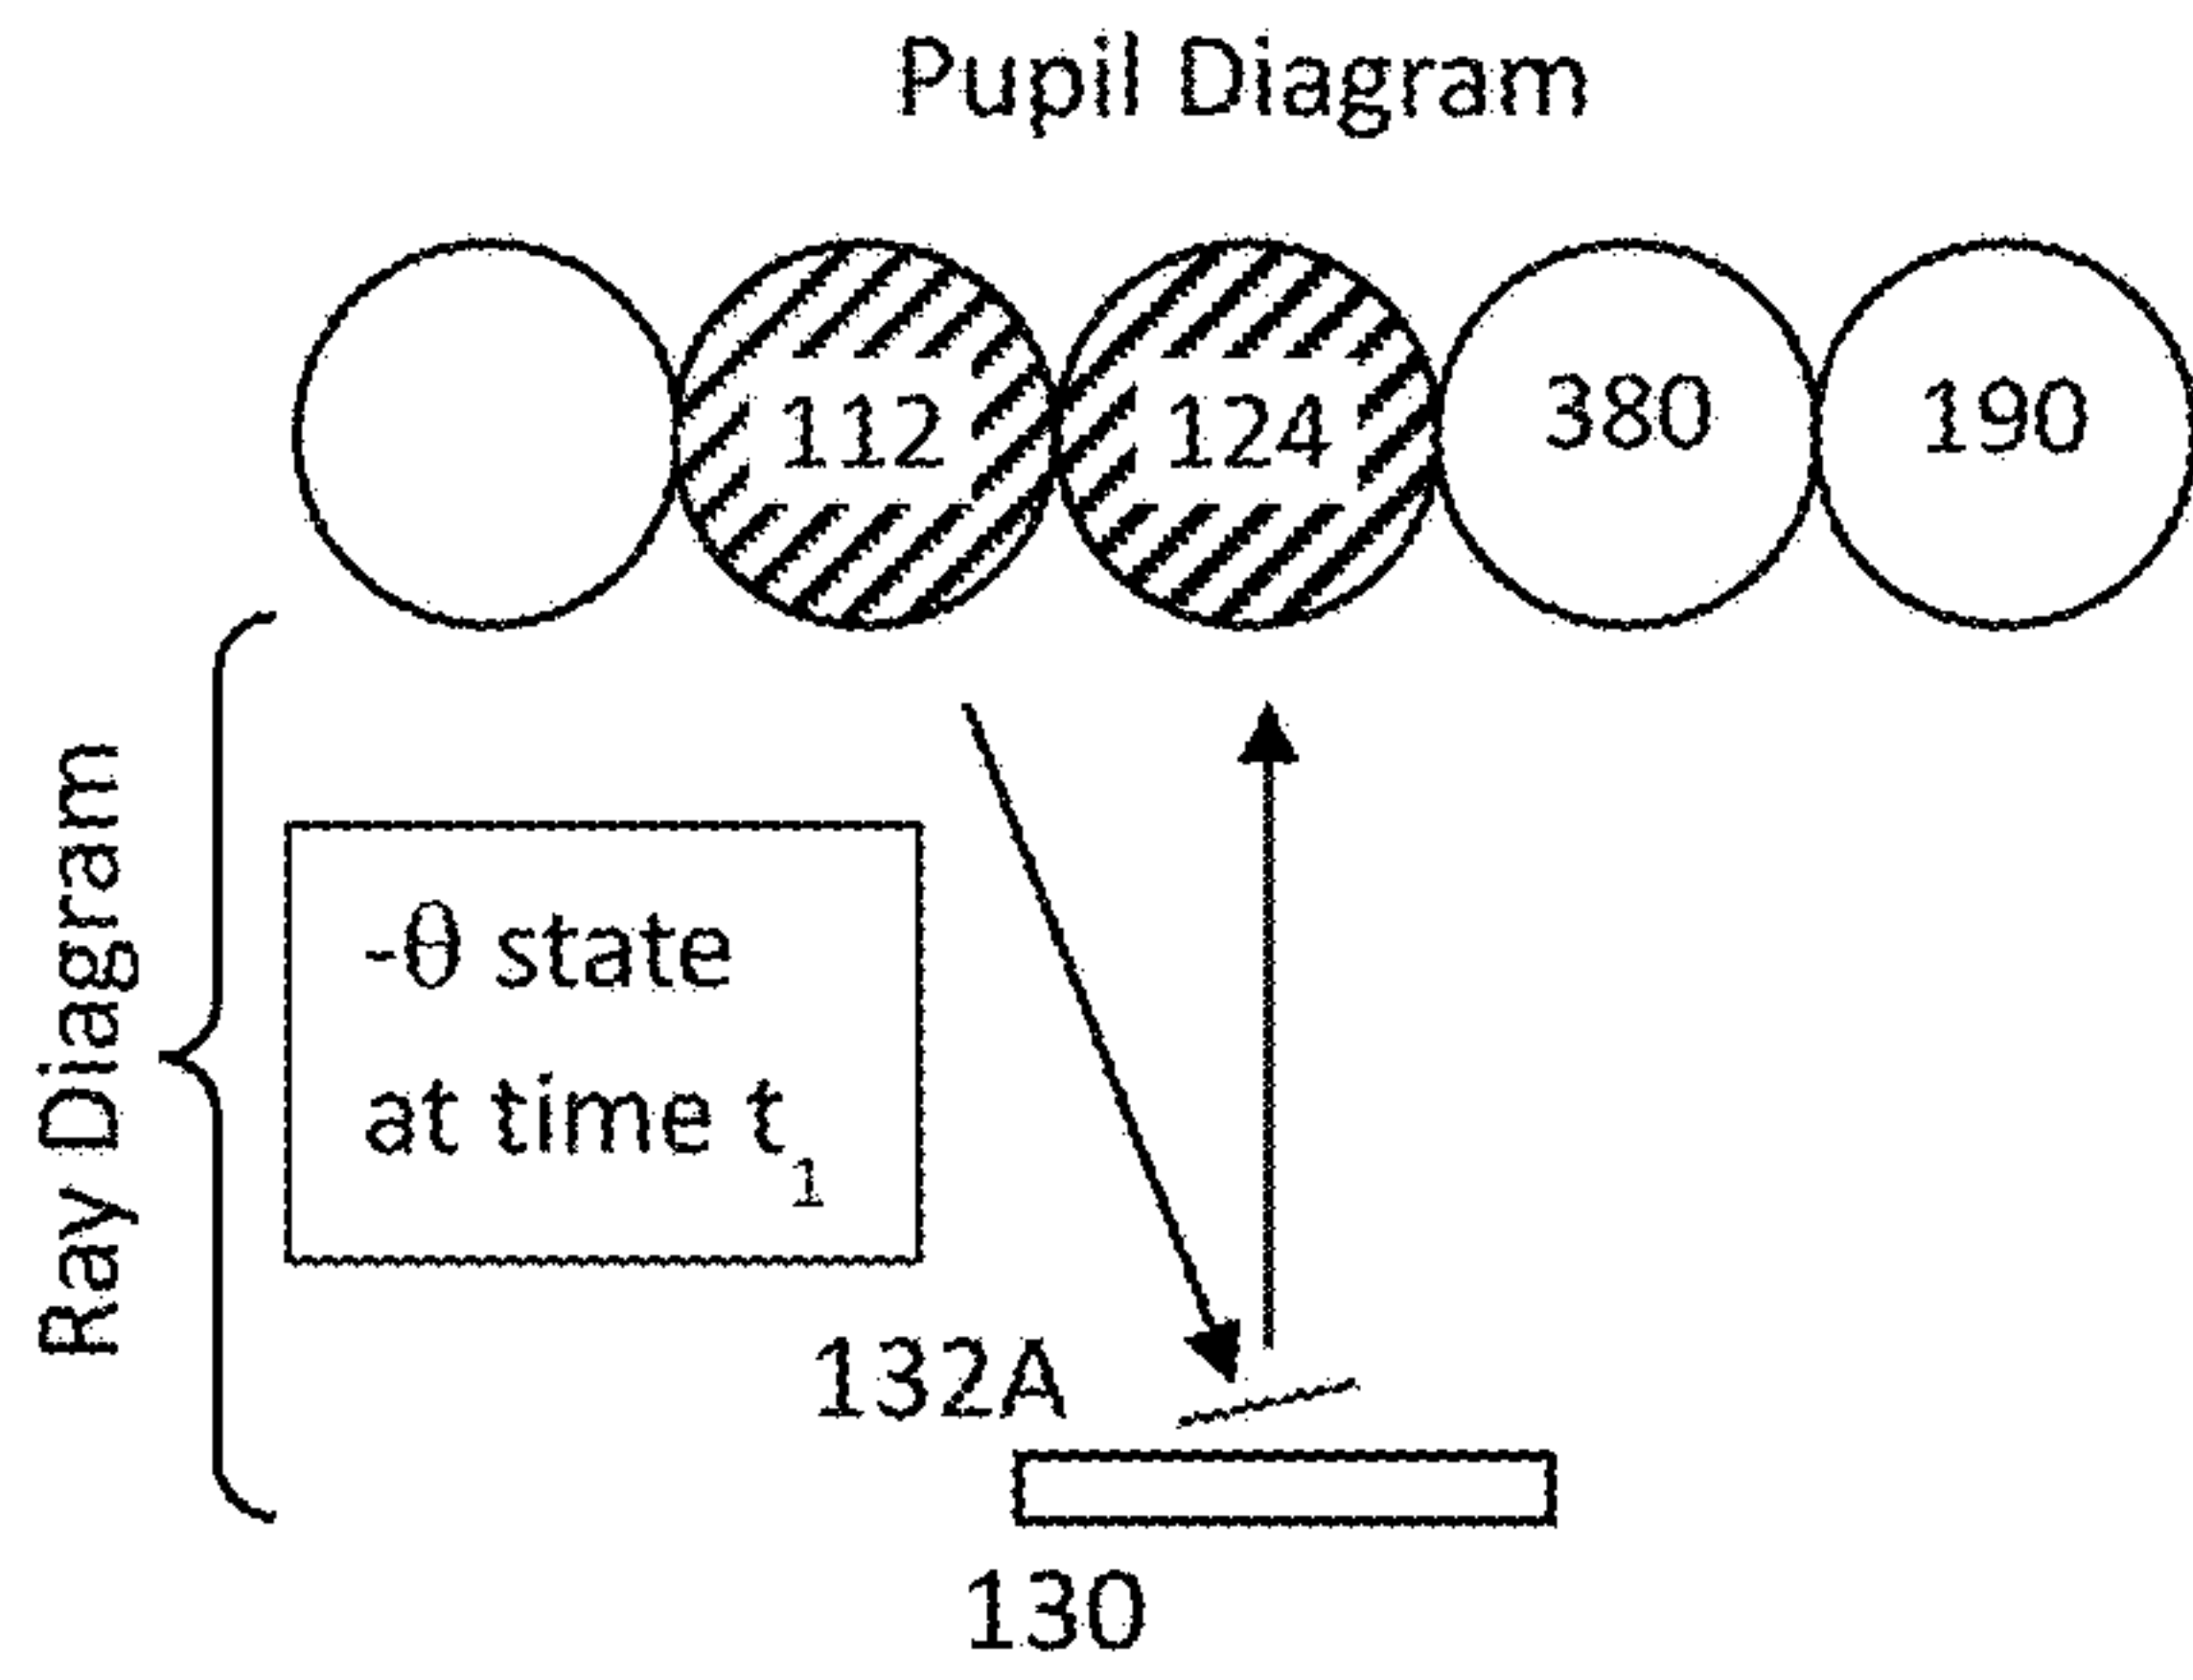 Pupil Diagram
112 124 380 190
Ray Diagram
-θ state
at time t₁
132A
130